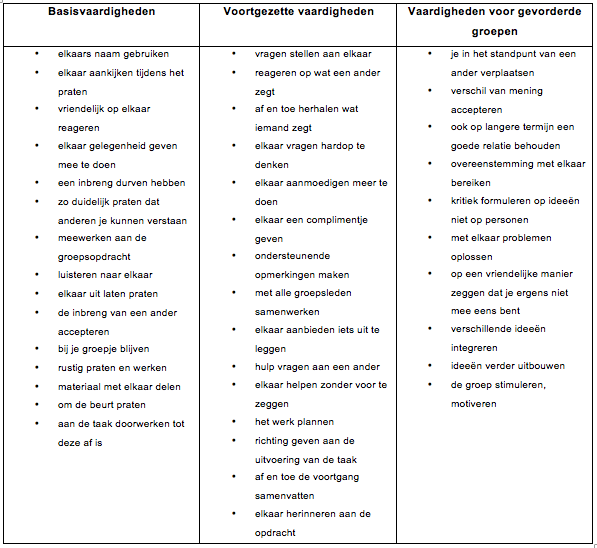 Basisvaardigheden
• elkaars naam gebruiken
• elkaar aankijken tijdens het
praten
• vriendelijk op elkaar
reageren
• elkaar gelegenheid geven
mee te doen
• een inbreng durven hebben
• zo duidelijk praten dat
anderen je kunnen verstaan
• meewerken aan de
groepsopdracht
• luisteren naar elkaar
• elkaar uit laten praten
• de inbreng van een ander
accepteren
• bij je groepje blijven
• rustig praten en werken
• materiaal met elkaar delen
• om de beurt praten
• aan de taak doorwerken tot
deze af is
Voortgezette vaardigheden
• vragen stellen aan elkaar
• reageren op wat een ander
zegt
• af en toe herhalen wat
iemand zegt
• elkaar vragen hardop te
denken
• elkaar aanmoedigen meer te
doen
• elkaar een complimentje
geven
• ondersteunende
opmerkingen maken
• met alle groepsleden
samenwerken
• elkaar aanbieden iets uit te
leggen
• hulp vragen aan een ander
• elkaar helpen zonder voor te
zeggen
• het werk plannen
• richting geven aan de
uitvoering van de taak
• af en toe de voortgang
samenvatten
• elkaar herinneren aan de
opdracht
Vaardigheden voor gevorderde
groepen
• je in het standpunt van een
ander verplaatsen
• verschil van mening
accepteren
• ook op langere termijn een
goede relatie behouden
• overeenstemming met elkaar
bereiken
• kritiek formuleren op ideeën
niet op personen
• met elkaar problemen
oplossen
• op een vriendelijke manier
zeggen dat je ergens niet
mee eens bent
• verschillende ideeën
integreren
• ideeën verder uitbouwen
• de groep stimuleren,
motiveren